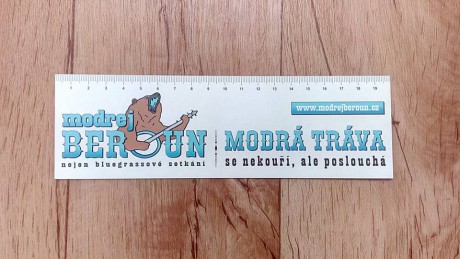 1 2 3 4 5 6 7 8 9 10 11 12 13 14 15 16 17 18 19
modrej
BEROUN
nejen bluegrassové setkání
www.modrejberoun.cz
MODRÁ TRÁVA
se nekouří, ale poslouchá